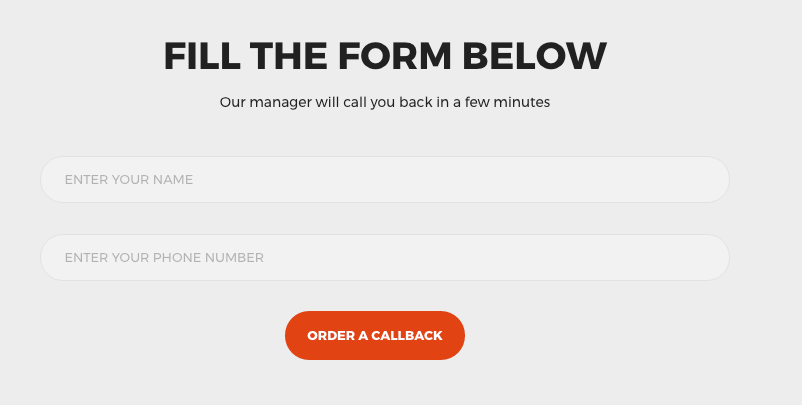 FILL THE FORM BELOW
Our manager will call you back in a few minutes
ENTER YOUR NAME
ENTER YOUR PHONE NUMBER
ORDER A CALLBACK